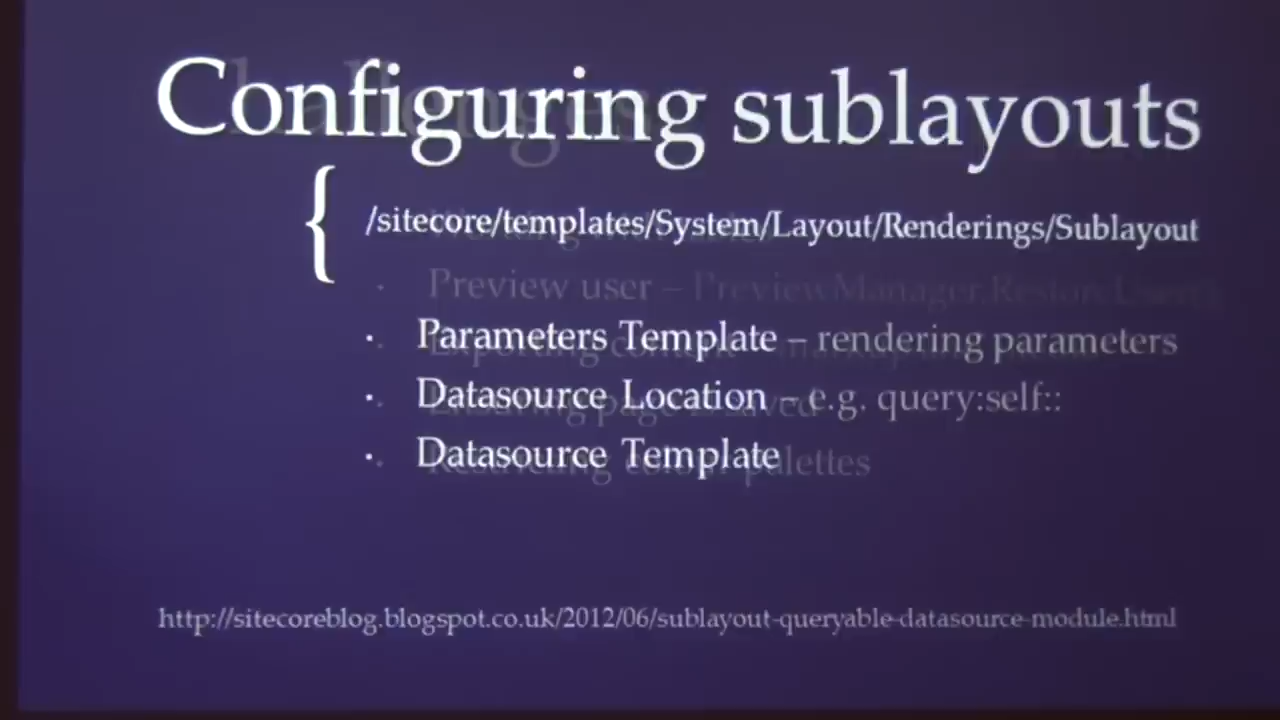 Configuring sublayouts
{ /sitecore/templates/System/Layout/Renderings/Sublayout
Preview user – PreviewManager.RestoreUser
· Parameters Template – rendering parameters
· Datasource Location – e.g. query:self::
· Datasource Template
palettes
http://sitecoreblog.blogspot.co.uk/2012/06/sublayout-queryable-datasource-module.html